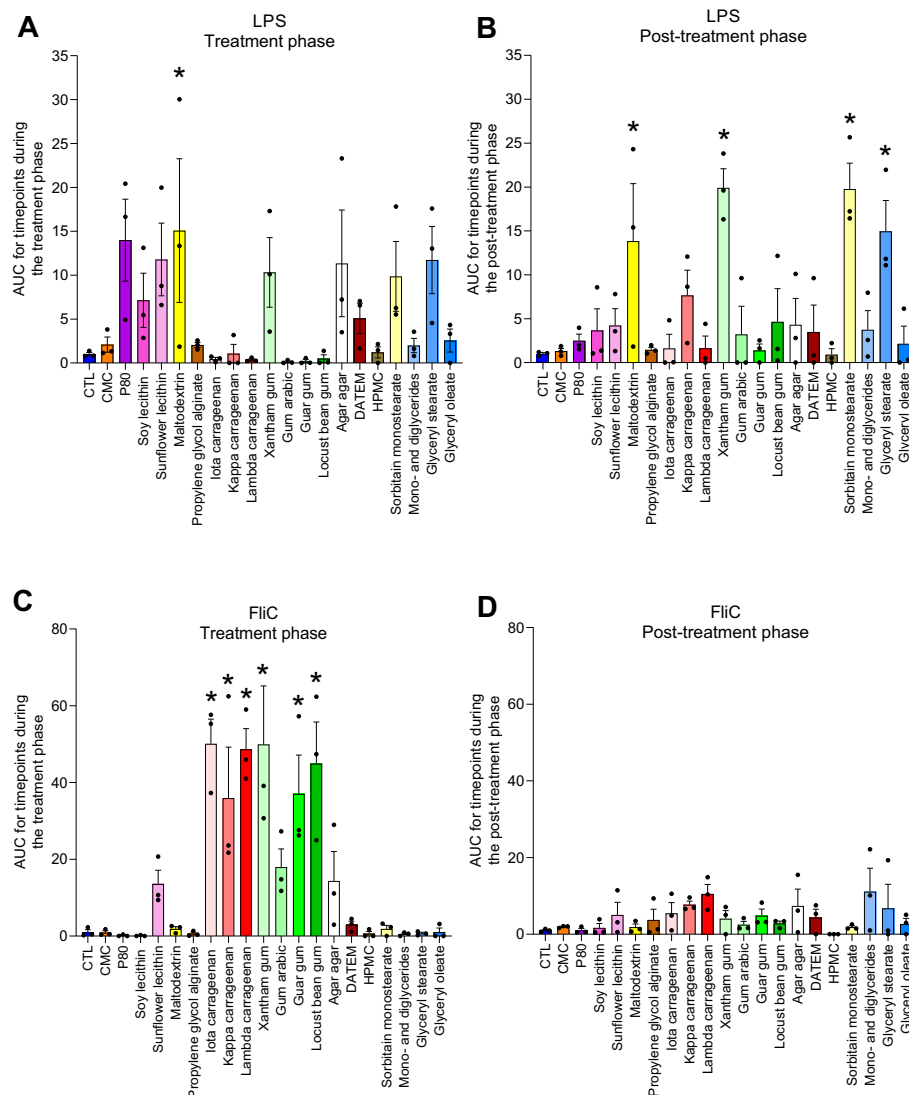 A
LPS
Treatment phase
AUC for timepoints during
the treatment phase
35
30
25
20
15
10
5
0
*
CTL
CMC
P80
Soy lecithin
Sunflower lecithin
Maltodextrin
Propylene glycol alginate
Iota carrageenan
Kappa carrageenan
Lambda carrageenan
Xantham gum
Gum arabic
Guar gum
Locust bean gum
Agar agar
DATEM
HPMC
Sorbitain monostearate
Mono- and diglycerides
Glyceryl stearate
Glyceryl oleate
B
LPS
Post-treatment phase
AUC for timepoints during
the post-treatment phase
35
30
25
20
15
10
5
0
* * * *
CTL
CMC
P80
Soy lecithin
Sunflower lecithin
Maltodextrin
Propylene glycol alginate
Iota carrageenan
Kappa carrageenan
Lambda carrageenan
Xantham gum
Gum arabic
Guar gum
Locust bean gum
Agar agar
DATEM
HPMC
Sorbitain monostearate
Mono- and diglycerides
Glyceryl stearate
Glyceryl oleate
C
FliC
Treatment phase
AUC for timepoints during
the treatment phase
80
60
40
20
0
* * * * * *
CTL
CMC
P80
Soy lecithin
Sunflower lecithin
Maltodextrin
Propylene glycol alginate
Iota carrageenan
Kappa carrageenan
Lambda carrageenan
Xantham gum
Gum arabic
Guar gum
Locust bean gum
Agar agar
DATEM
HPMC
Sorbitain monostearate
Mono- and diglycerides
Glyceryl stearate
Glyceryl oleate
D
FliC
Post-treatment phase
AUC for timepoints during
the post-treatment phase
80
60
40
20
0
CTL
CMC
P80
Soy lecithin
Sunflower lecithin
Maltodextrin
Propylene glycol alginate
Iota carrageenan
Kappa carrageenan
Lambda carrageenan
Xantham gum
Gum arabic
Guar gum
Locust bean gum
Agar agar
DATEM
HPMC
Sorbitain monostearate
Mono- and diglycerides
Glyceryl stearate
Glyceryl oleate